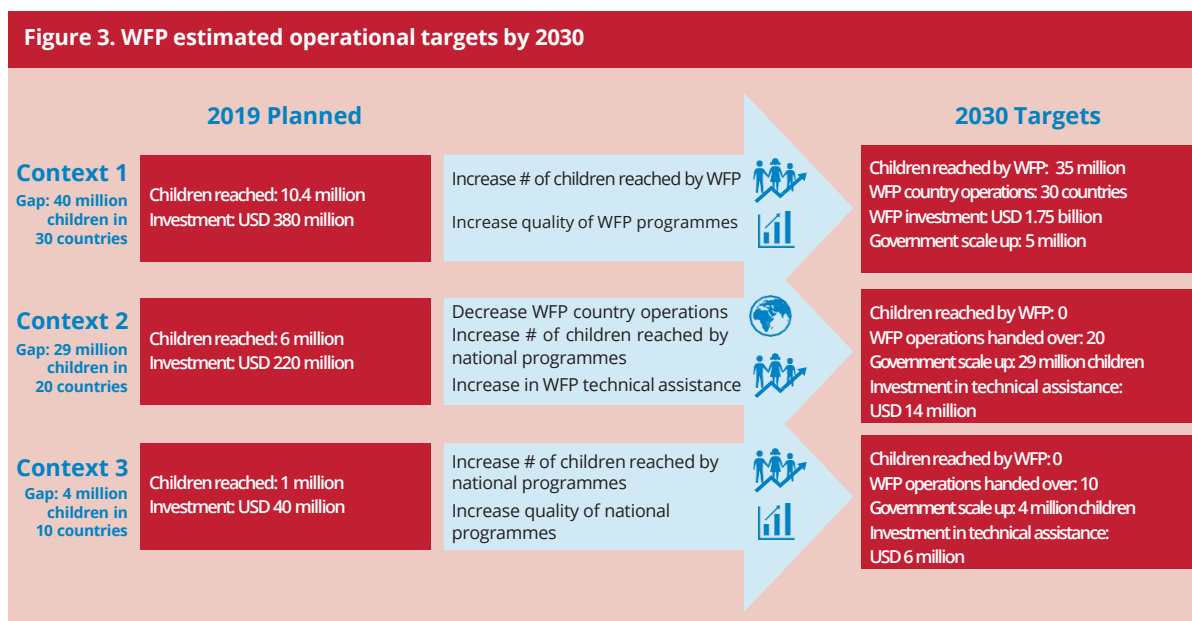 Figure 3. WFP estimated operational targets by 2030
2019 Planned
2030 Targets
Context 1
Gap: 40 million
children in
30 countries
Children reached: 10.4 million
Investment: USD 380 million
Increase # of children reached by WFP
Increase quality of WFP programmes
Children reached by WFP: 35 million
WFP country operations: 30 countries
WFP investment: USD 1.75 billion
Government scale up: 5 million
Context 2
Gap: 29 million
children in
20 countries
Children reached: 6 million
Investment: USD 220 million
Decrease WFP country operations
Increase # of children reached by
national programmes
Increase in WFP technical assistance
Children reached by WFP: 0
WFP operations handed over: 20
Government scale up: 29 million children
Investment in technical assistance:
USD 14 million
Context 3
Gap: 4 million
children in
10 countries
Children reached: 1 million
Investment: USD 40 million
Increase # of children reached by
national programmes
Increase quality of national
programmes
Children reached by WFP: 0
WFP operations handed over: 10
Government scale up: 4 million children
Investment in technical assistance:
USD 6 million